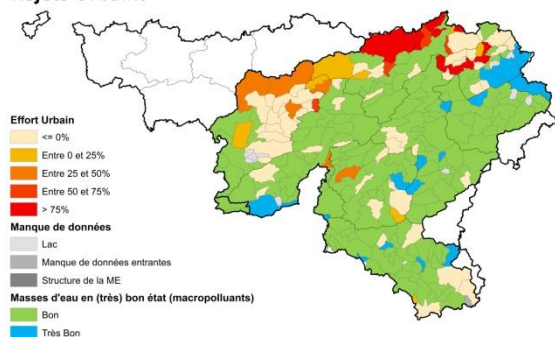 Effort Urbain
<= 0%
Entre 0 et 25%
Entre 25 et 50%
Entre 50 et 75%
> 75%
Manque de données
Lac
Manque de données entrantes
Structure de la ME
Masses d'eau en (très) bon état (macropolluants)
Bon
Très Bon